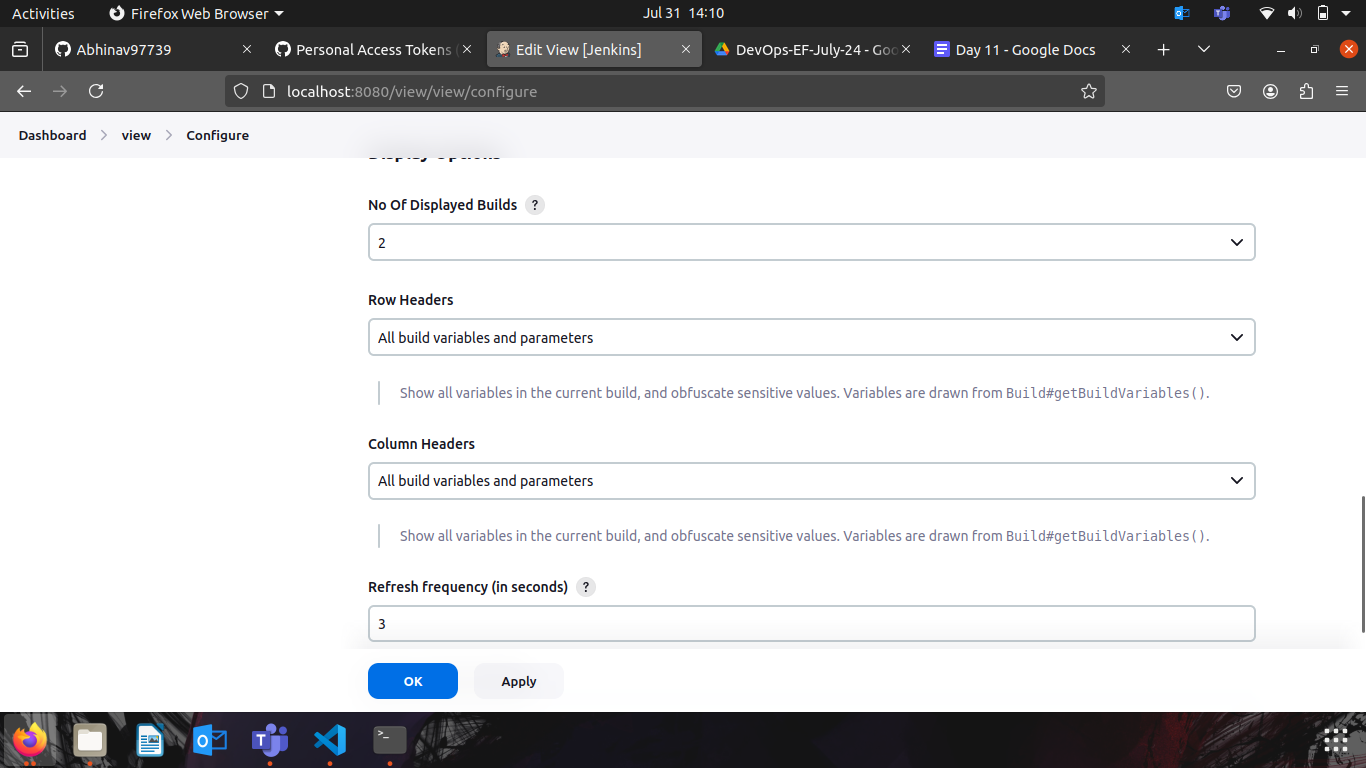 Activities
Firefox Web Browser
Jul 31 14:10
Abhinav97739
Personal Access Tokens (
Edit View [Jenkins]
DevOps-EF-July-24 - Goo
Day 11 - Google Docs
localhost:8080/view/view/configure
Dashboard
view
Configure
Display Options
No Of Displayed Builds ?
2
Row Headers
All build variables and parameters
Show all variables in the current build, and obfuscate sensitive values. Variables are drawn from Build#getBuildVariables().
Column Headers
All build variables and parameters
Show all variables in the current build, and obfuscate sensitive values. Variables are drawn from Build#getBuildVariables().
Refresh frequency (in seconds) ?
3
OK
Apply